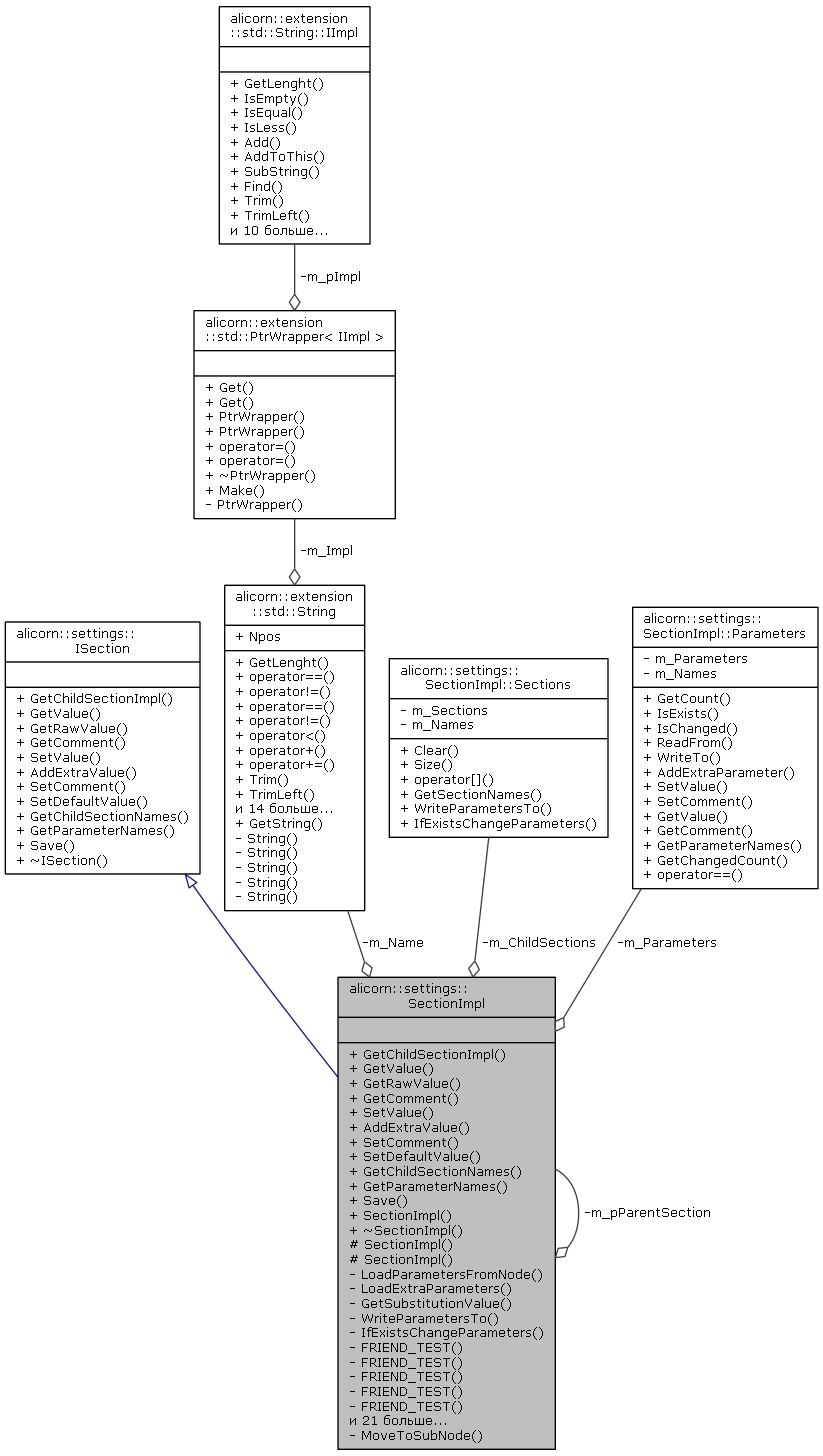 alicorn::extension
::std::String::IImpl
+ GetLenght()
+ IsEmpty()
+ IsEqual()
+ IsLess()
+ Add()
+ AddToThis()
+ SubString()
+ Find()
+ Trim()
+ TrimLeft()
и 10 больше...
-m_pImpl
alicorn::extension
::std::PtrWrapper< IImpl >
+ Get()
+ Get()
+ PtrWrapper()
+ PtrWrapper()
+ operator=()
+ operator=()
+ ~PtrWrapper()
+ Make()
- PtrWrapper()
-m_Impl
alicorn::settings::
ISection
+ GetChildSectionImpl()
+ GetValue()
+ GetRawValue()
+ GetComment()
+ SetValue()
+ AddExtraValue()
+ SetComment()
+ SetDefaultValue()
+ GetChildSectionNames()
+ GetParameterNames()
+ Save()
+ ~ISection()
alicorn::extension
::std::String
+ Npos
+ GetLenght()
+ operator==()
+ operator!=()
+ operator==()
+ operator!=()
+ operator<()
+ operator+()
+ operator+=()
+ Trim()
+ TrimLeft()
и 14 больше...
+ GetString()
- String()
- String()
- String()
- String()
- String()
alicorn::settings::
SectionImpl::Sections
- m_Sections
- m_Names
+ Clear()
+ Size()
+ operator[]()
+ GetSectionNames()
+ WriteParametersTo()
+ IfExistsChangeParameters()
alicorn::settings::
SectionImpl::Parameters
- m_Parameters
- m_Names
+ GetCount()
+ IsExists()
+ IsChanged()
+ ReadFrom()
+ WriteTo()
+ AddExtraParameter()
+ SetValue()
+ SetComment()
+ GetValue()
+ GetComment()
+ GetParameterNames()
+ GetChangedCount()
+ operator==()
-m_Name
-m_ChildSections
-m_Parameters
alicorn::settings::
SectionImpl
+ GetChildSectionImpl()
+ GetValue()
+ GetRawValue()
+ GetComment()
+ SetValue()
+ AddExtraValue()
+ SetComment()
+ SetDefaultValue()
+ GetChildSectionNames()
+ GetParameterNames()
+ Save()
+ SectionImpl()
+ ~SectionImpl()
# SectionImpl()
# SectionImpl()
- LoadParametersFromNode()
- LoadExtraParameters()
- GetSubstitutionValue()
- WriteParametersTo()
- IfExistsChangeParameters()
- FRIEND_TEST()
- FRIEND_TEST()
- FRIEND_TEST()
- FRIEND_TEST()
- FRIEND_TEST()
и 21 больше...
- MoveToSubNode()
-m_pParentSection